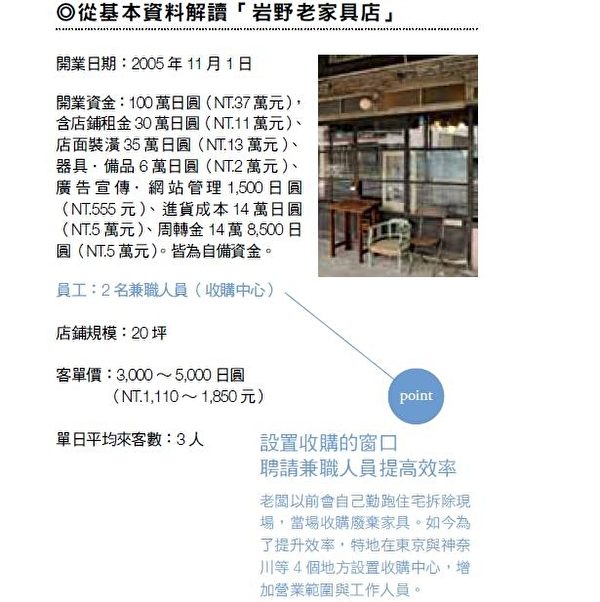 ◎從基本資料解讀「岩野老家具店」
開業日期：2005 年 11 月 1 日
開業資金：100 萬日圓（NT.37 萬元），
含店鋪租金 30 萬日圓（NT.11 萬元）、
店面裝潢 35 萬日圓（NT.13 萬元）、
器具．備品 6 萬日圓（NT.2 萬元）、
廣告宣傳．網站管理 1,500 日圓
（NT.555 元）、進貨成本 14 萬日圓
（NT.5 萬元）、周轉金 14 萬 8,500 日
圓（NT.5 萬元）。皆為自備資金。
員工：2 名兼職人員（收購中心）
店鋪規模：20 坪
客單價：3,000 ～ 5,000 日圓
（NT.1,110 ～ 1,850 元）
單日平均來客數：3 人
point
設置收購的窗口
聘請兼職人員提高效率
老闆以前會自己勤跑住宅拆除現
場，當場收購廢棄家具。如今為
了提升效率，特地在東京與神奈
川等 4 個地方設置收購中心，增
加營業範圍與工作人員。